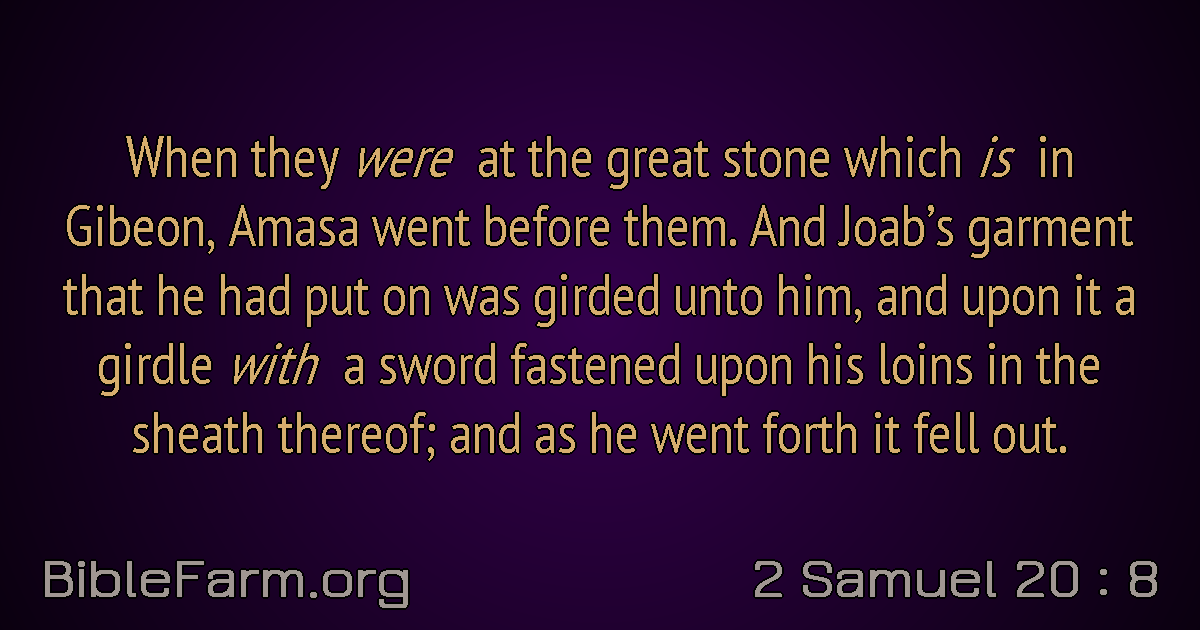 When they were at the great stone which is in
Gibeon, Amasa went before them. And Joab’s garment
that he had put on was girded unto him, and upon it a
girdle with a sword fastened upon his loins in the
sheath thereof; and as he went forth it fell out.
BibleFarm.org
2 Samuel 20 : 8